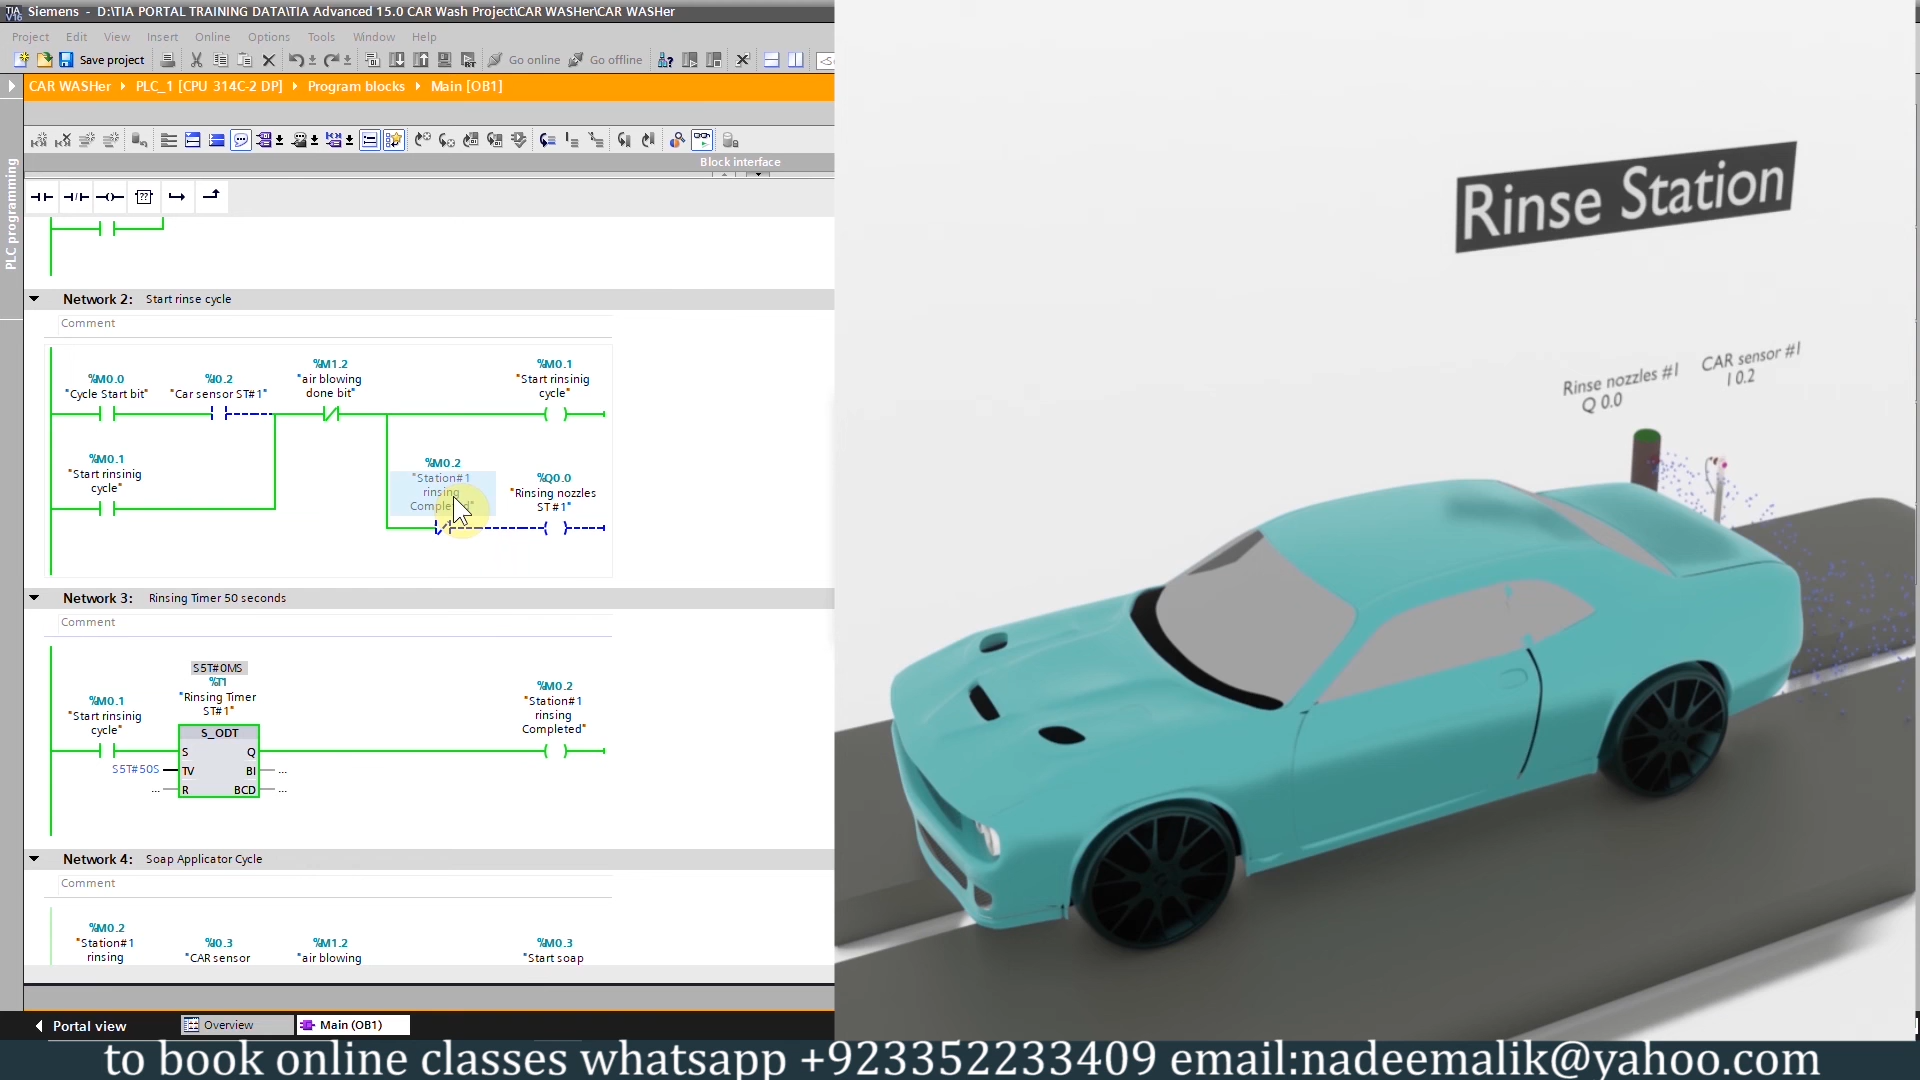 TIA
V16
Siemens - D:\TIA PORTAL TRAINING DATA\TIA Advanced 15.0 CAR Wash Project\CAR WASHer\CAR WASHer
Project Edit View Insert Online Options Tools Window Help
Save project Go online Go offline
CAR WASHer PLC_1 [CPU 314C-2 DP] Program blocks Main [OB1]
Block interface
PLC programming
??
Network 2: Start rinse cycle
Comment
%M0.0
"Cycle Start bit"
%I0.2
"Car sensor ST#1"
%M1.2
"air blowing
done bit"
%M0.1
"Start rinsinig
cycle"
%M0.1
"Start rinsinig
cycle"
%M0.2
"Station#1
rinsing
Completed"
%Q0.0
"Rinsing nozzles
ST#1"
Network 3: Rinsing Timer 50 seconds
Comment
%M0.1
"Start rinsinig
cycle"
S5T#0MS
%T1
"Rinsing Timer
ST#1"
S_ODT
S Q
S5T#50S TV BI ...
... R BCD ...
%M0.2
"Station#1
rinsing
Completed"
Network 4: Soap Applicator Cycle
Comment
%M0.2
"Station#1
rinsing
%I0.3
"CAR sensor
%M1.2
"air blowing
%M0.3
"Start soap
Portal view Overview Main (OB1)
Rinse Station
Rinse nozzles #1
Q 0.0
CAR sensor #1
I 0.2
to book online classes whatsapp +923352233409 email:nadeemalik@yahoo.com